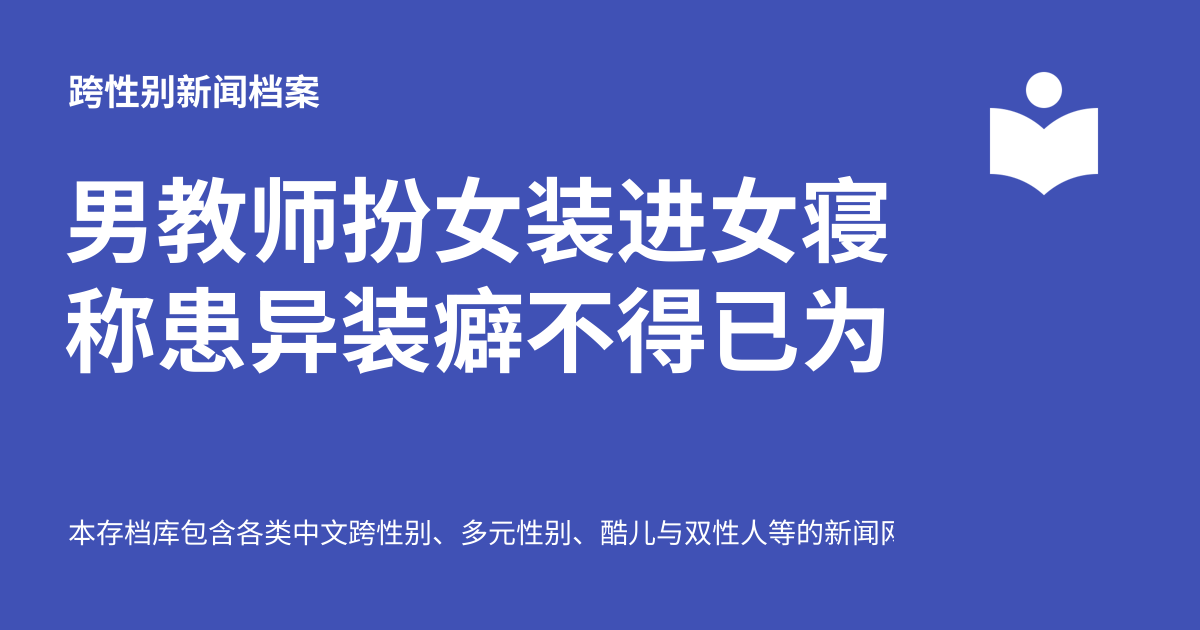 跨性别新闻档案
男教师扮女装进女寝
称患异装癖不得已为
本存档库包含各类中文跨性别、多元性别、酷儿与双性人等的新闻